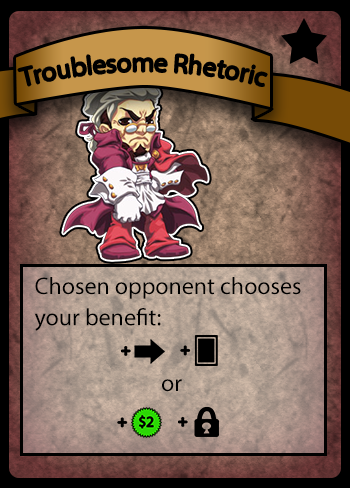 Troublesome Rhetoric
Chosen opponent chooses
your benefit:
+ +
or
+ $2 +